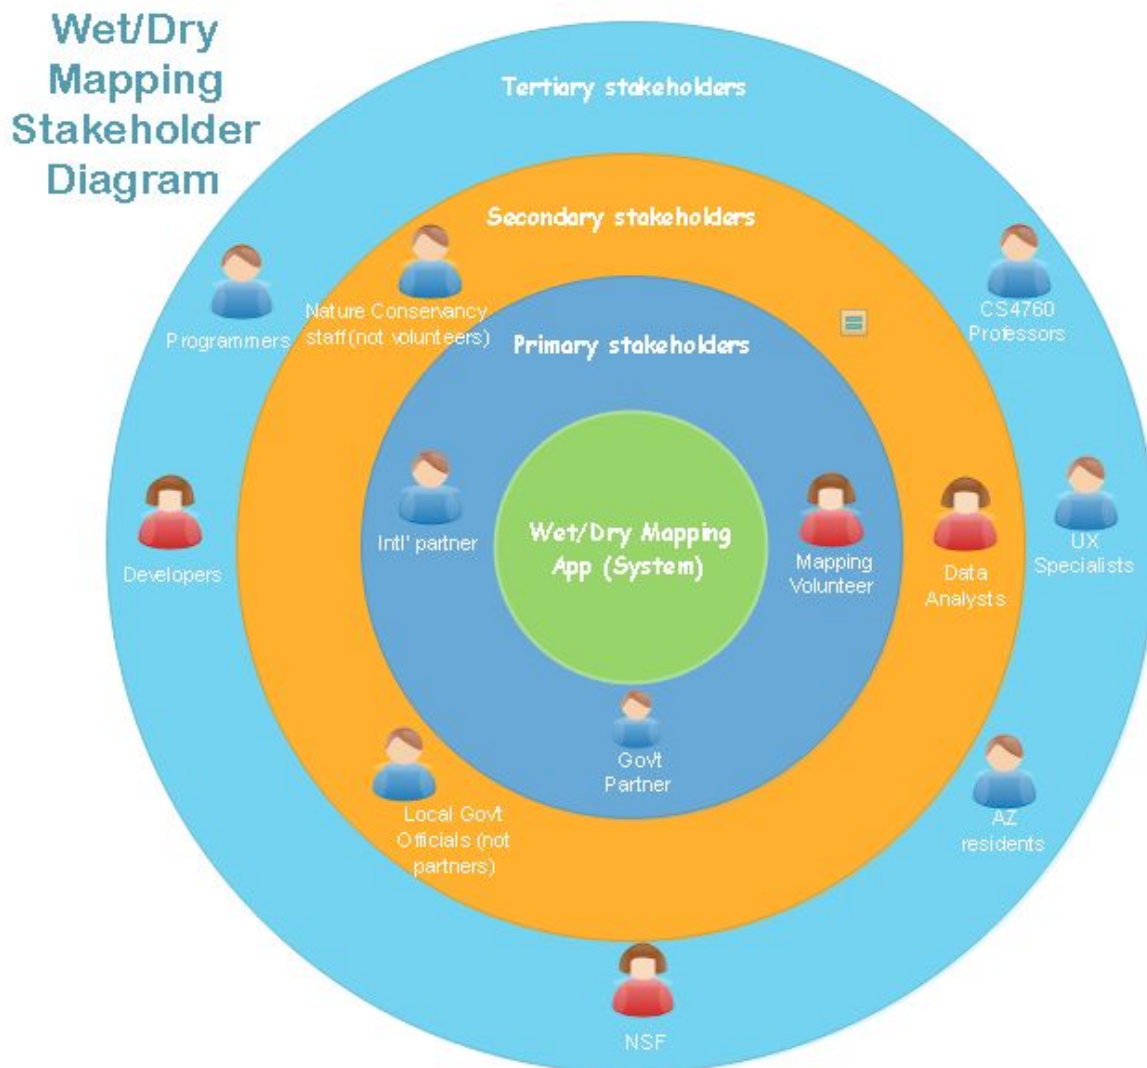 Wet/Dry
Mapping
Stakeholder
Diagram
Tertiary stakeholders
Secondary stakeholders
Nature Conservancy
staff(not volunteers)
Programmers
CS4760
Professors
Primary stakeholders
Intl' partner
Wet/Dry Mapping
App (System)
Mapping
Volunteer
Data
Analysts
UX
Specialists
Developers
Gov't
Partner
Local Gov't
Officials (not
partners)
AZ
residents
NSF